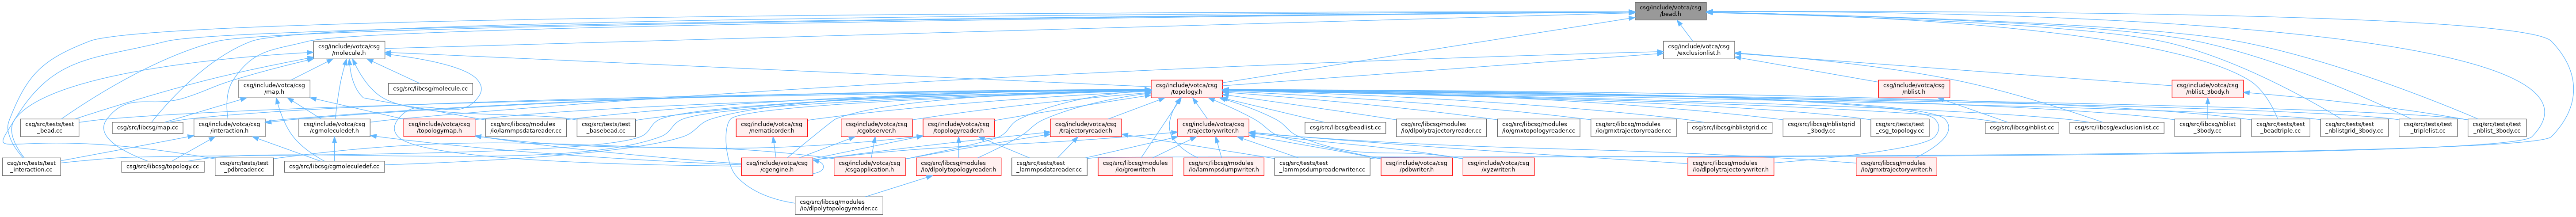 csg/include/votca/csg
/bead.h
csg/include/votca/csg
/molecule.h
csg/include/votca/csg
/exclusionlist.h
csg/include/votca/csg
/map.h
csg/src/libcsg/molecule.cc
csg/include/votca/csg
/topology.h
csg/include/votca/csg
/nblist.h
csg/include/votca/csg
/nblist_3body.h
csg/src/tests/test
_bead.cc
csg/src/libcsg/map.cc
csg/include/votca/csg
/interaction.h
csg/include/votca/csg
/cgmoleculedef.h
csg/include/votca/csg
/topologymap.h
csg/src/libcsg/modules
/io/lammpsdatareader.cc
csg/src/tests/test
_basebead.cc
csg/include/votca/csg
/nematicorder.h
csg/include/votca/csg
/cgobserver.h
csg/include/votca/csg
/topologyreader.h
csg/include/votca/csg
/trajectoryreader.h
csg/include/votca/csg
/trajectorywriter.h
csg/src/libcsg/beadlist.cc
csg/src/libcsg/modules
/io/dlpolytrajectoryreader.cc
csg/src/libcsg/modules
/io/gmxtopologyreader.cc
csg/src/libcsg/modules
/io/gmxtrajectoryreader.cc
csg/src/libcsg/nblistgrid.cc
csg/src/libcsg/nblistgrid
_3body.cc
csg/src/tests/test
_csg_topology.cc
csg/src/libcsg/nblist.cc
csg/src/libcsg/exclusionlist.cc
csg/src/libcsg/nblist
_3body.cc
csg/src/tests/test
_beadtriple.cc
csg/src/tests/test
_nblistgrid_3body.cc
csg/src/tests/test
_triplelist.cc
csg/src/tests/test
_nblist_3body.cc
csg/src/tests/test
_interaction.cc
csg/src/libcsg/topology.cc
csg/src/tests/test
_pdbreader.cc
csg/src/libcsg/cgmoleculedef.cc
csg/include/votca/csg
/cgengine.h
csg/include/votca/csg
/csgapplication.h
csg/src/libcsg/modules
/io/dlpolytopologyreader.h
csg/src/tests/test
_lammpsdatareader.cc
csg/src/libcsg/modules
/io/growriter.h
csg/src/libcsg/modules
/io/lammpsdumpwriter.h
csg/src/tests/test
_lammpsdumpreaderwriter.cc
csg/include/votca/csg
/pdbwriter.h
csg/include/votca/csg
/xyzwriter.h
csg/src/libcsg/modules
/io/dlpolytrajectorywriter.h
csg/src/libcsg/modules
/io/gmxtrajectorywriter.h
csg/src/libcsg/modules
/io/dlpolytopologyreader.cc